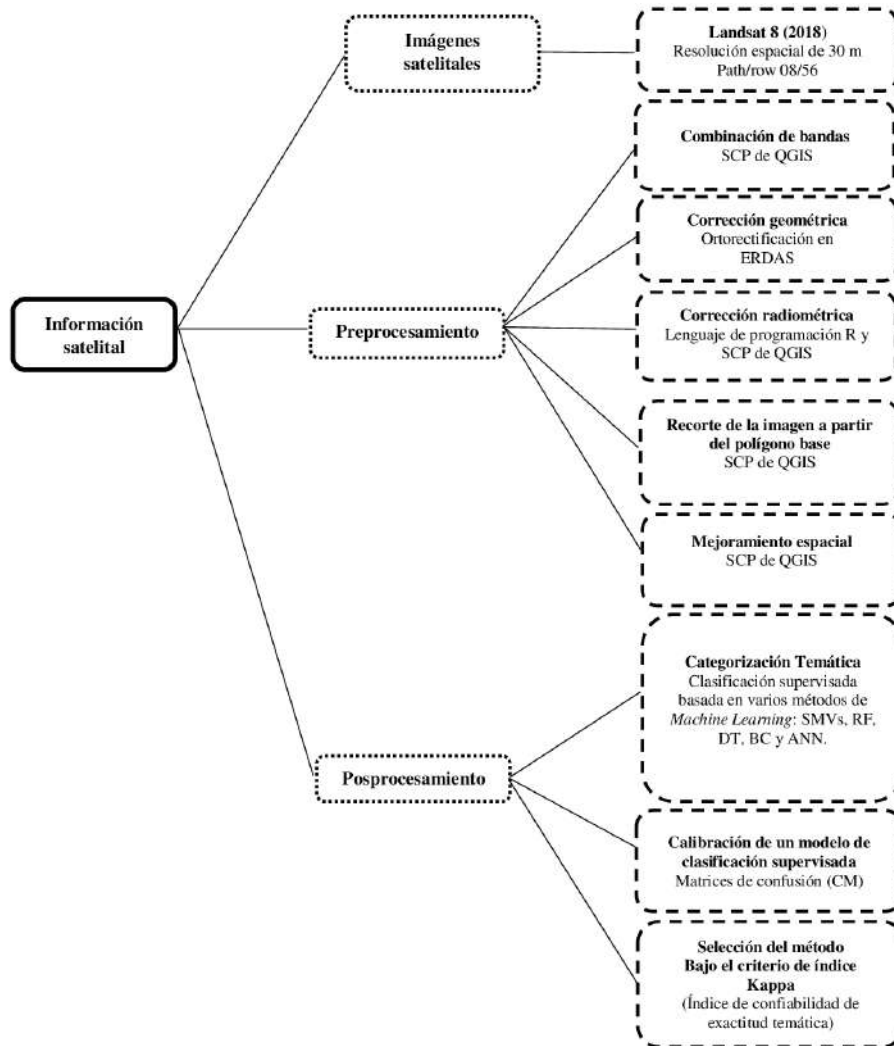 Imágenes
satelitales
Landsat 8 (2018)
Resolución espacial de 30 m
Path/row 08/56
Combinación de bandas
SCP de QGIS
Corrección geométrica
Ortorectificación en
ERDAS
Información
satelital
Preprocesamiento
Corrección radiométrica
Lenguaje de programación R y
SCP de QGIS
Recorte de la imagen a partir
del polígono base
SCP de QGIS
Mejoramiento espacial
SCP de QGIS
Posprocesamiento
Categorización Temática
Clasificación supervisada
basada en varios métodos de
Machine Learning: SMVs, RF,
DT, BC y ANN.
Calibración de un modelo de
clasificación supervisada
Matrices de confusión (CM)
Selección del método
Bajo el criterio de índice
Kappa
(Índice de confiabilidad de
exactitud temática)